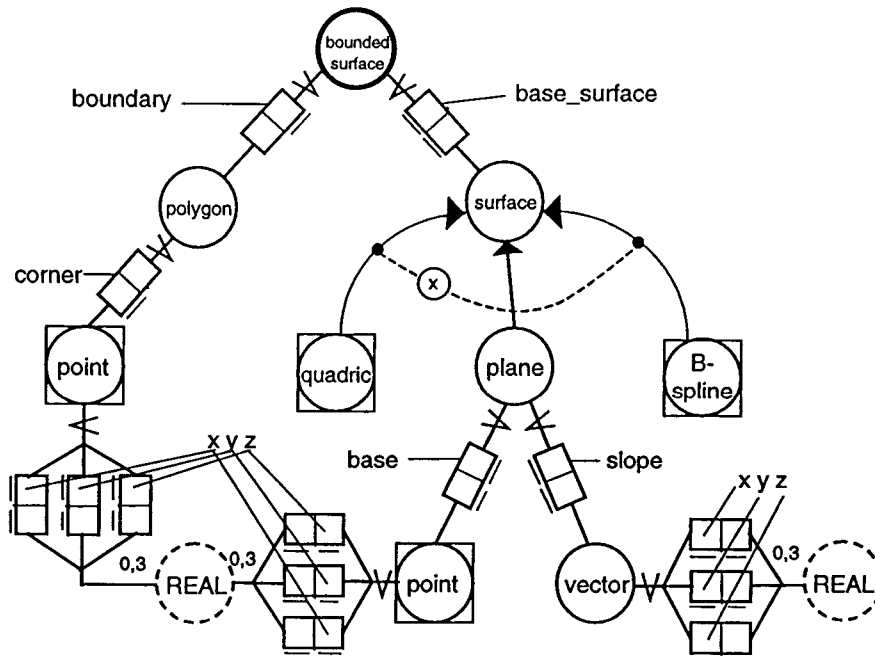 bounded
surface
boundary
base_surface
polygon
surface
corner
x
point
quadric
plane
B-
spline
x y z
base
slope
x y z
0,3
REAL
0,3
point
vector
0,3
REAL